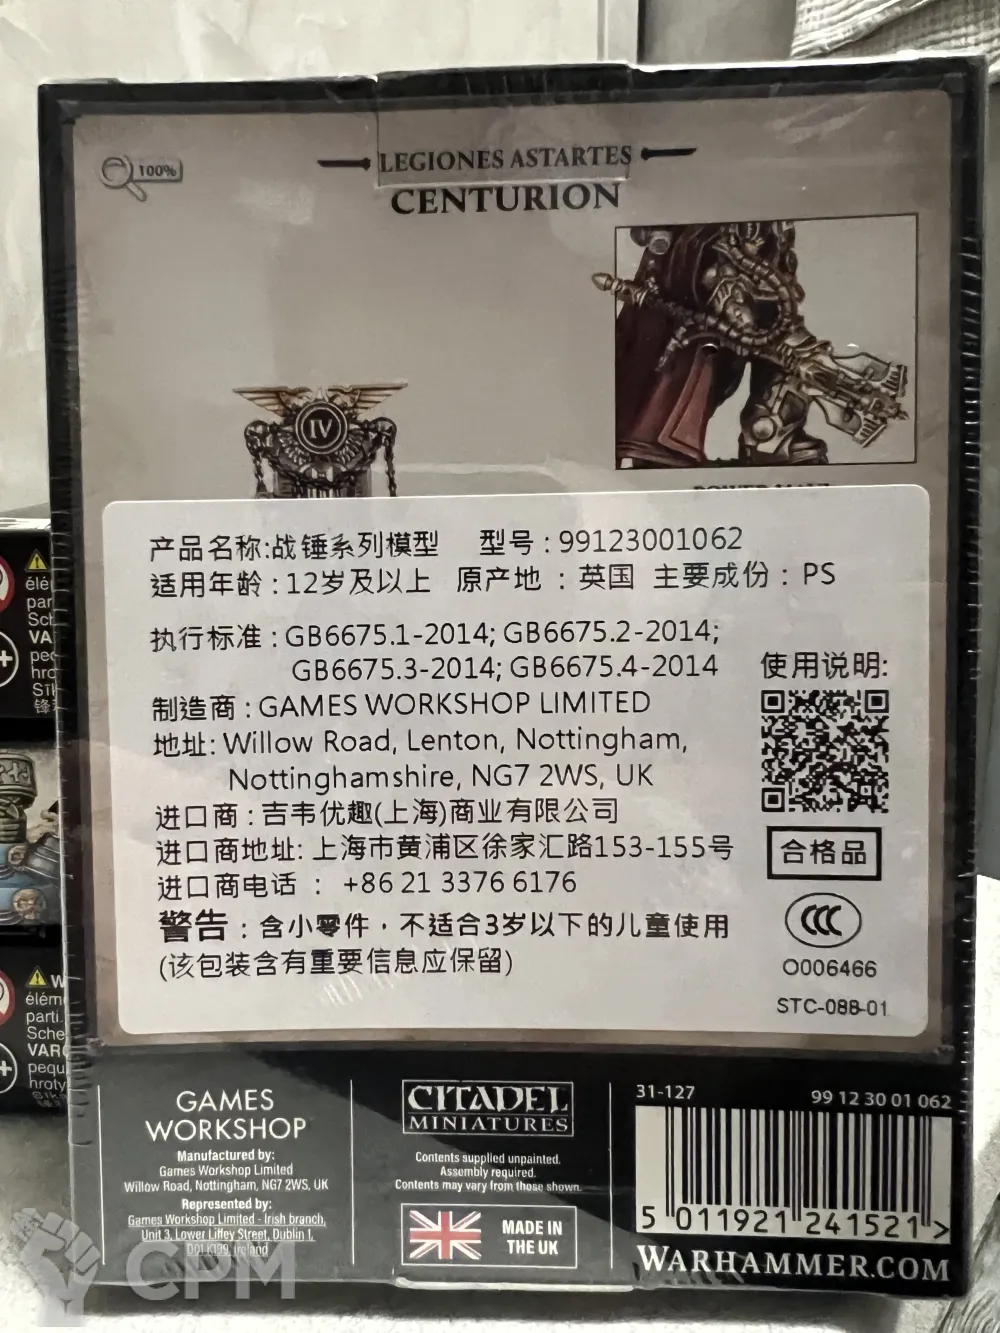 100%
LEGIONES ASTARTES
CENTURION
IV
产品名称:战锤系列模型 型号:99123001062
适用年龄:12岁及以上 原产地:英国 主要成份:PS
执行标准:GB6675.1-2014; GB6675.2-2014;
GB6675.3-2014; GB6675.4-2014
制造商:GAMES WORKSHOP LIMITED
地址: Willow Road, Lenton, Nottingham,
Nottinghamshire, NG7 2WS, UK
进口商:吉韦优趣(上海)商业有限公司
进口商地址: 上海市黄浦区徐家汇路153-155号
进口商电话 : +86 21 3376 6176
警告:含小零件,不适合3岁以下的儿童使用
(该包装含有重要信息应保留)
使用说明:
合格品
CCC
O006466
STC-088-01
GAMES
WORKSHOP
Manufactured by:
Games Workshop Limited
Willow Road, Nottingham, NG7 2WS, UK
Represented by:
Games Workshop Limited - Irish branch,
Unit 3, Lower Liffey Street, Dublin 1,
Ireland
CITADEL
MINIATURES
Contents supplied unpainted.
Assembly required.
Contents may vary from those shown.
MADE IN
THE UK
31-127 99 12 30 01 062
5 011921 241521 >
WARHAMMER.COM
élé
par
VA
W
élém
parti.
Sche
pequ
hroty
CPM